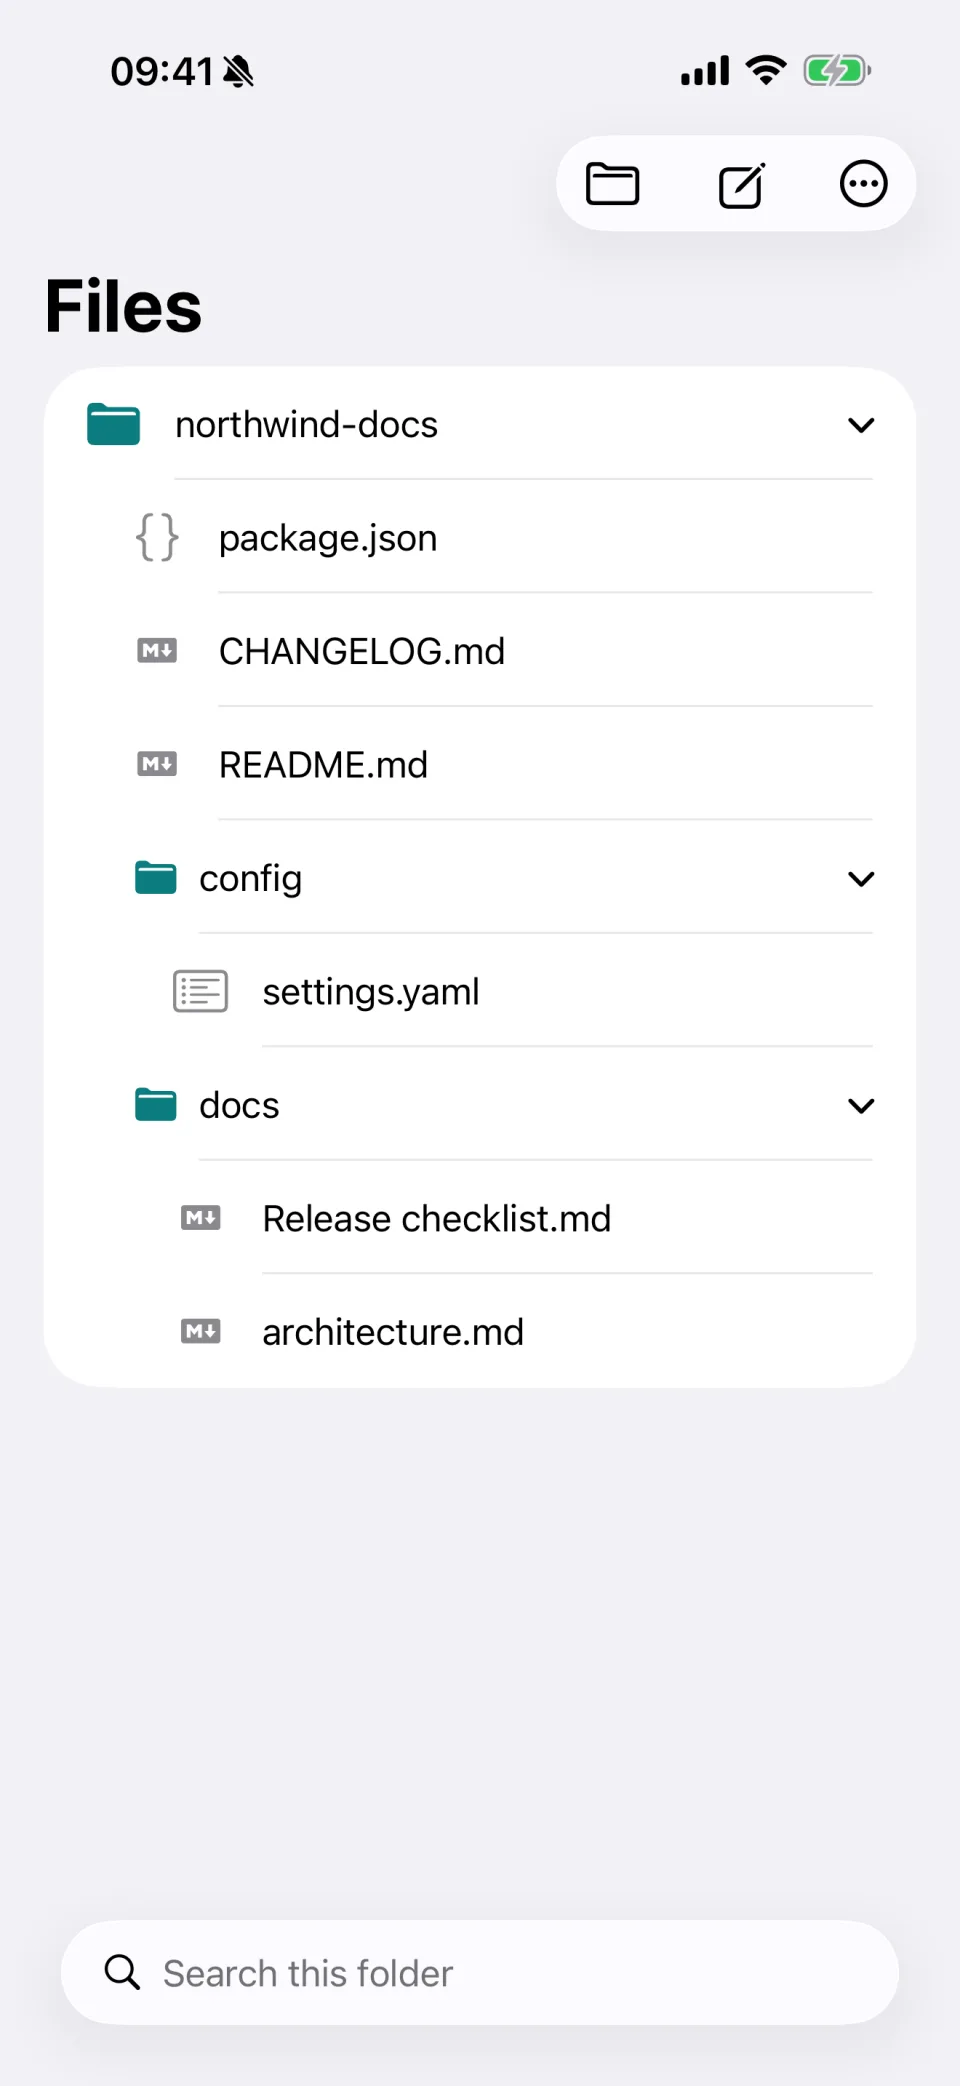 09:41
Files
northwind-docs
{} package.json
M↓ CHANGELOG.md
M↓ README.md
config
settings.yaml
docs
M↓ Release checklist.md
M↓ architecture.md
Search this folder